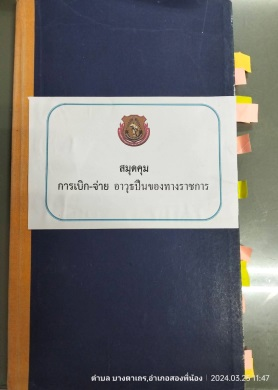 สมุดคุม
การเบิก-จ่าย อาวุธปืนของทางราชการ
ตำบล บางตาเถร,อำเภอสองพี่น้อง | 2024.03.26 11:47